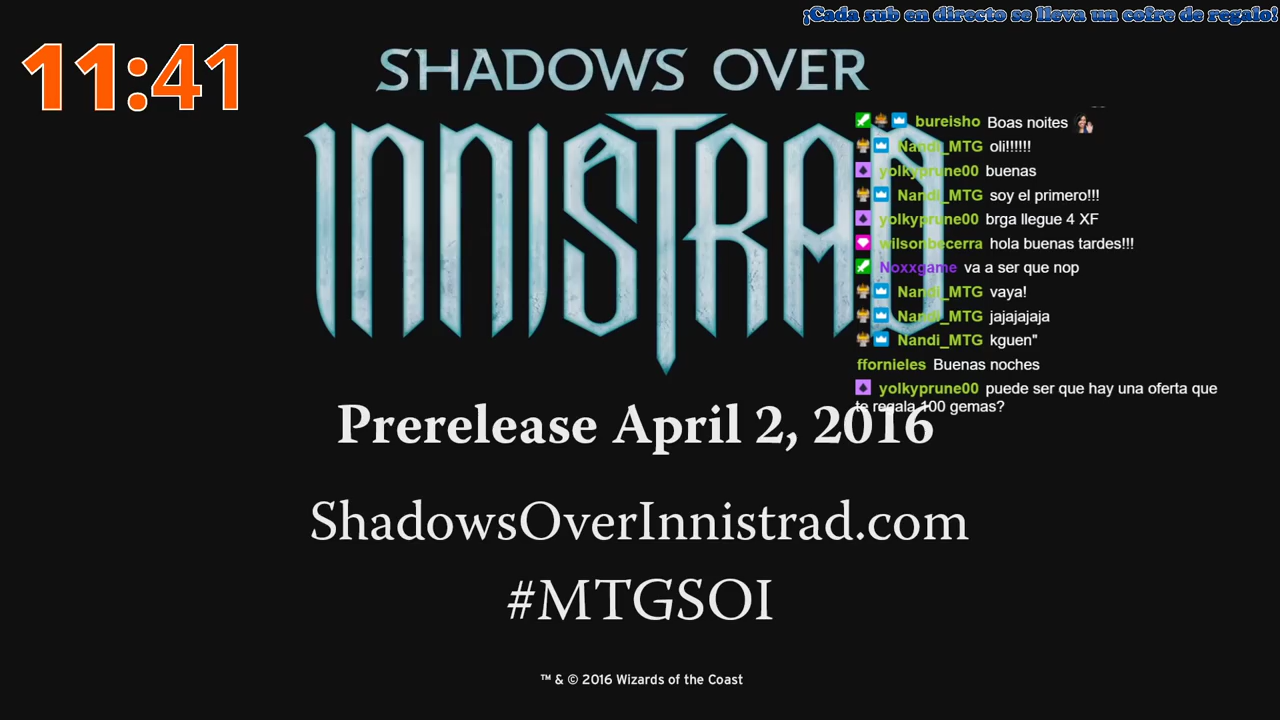 ¡Cada sub en directo se lleva un cofre de regalo!
11:41
SHADOWS OVER
INNISTRAD
bureisho Boas noites
Nandi_MTG oli!!!!!!
yolkyprune00 buenas
Nandi_MTG soy el primero!!!
yolkyprune00 brga llegue 4 XF
wilsonbecerra hola buenas tardes!!!
Noxxgame va a ser que nop
Nandi_MTG vaya!
Nandi_MTG jajajajaja
Nandi_MTG kguen"
ffornieles Buenas noches
yolkyprune00 puede ser que hay una oferta que
te regala 100 gemas?
Prerelease April 2, 2016
ShadowsOverInnistrad.com
#MTGSOI
™ & © 2016 Wizards of the Coast